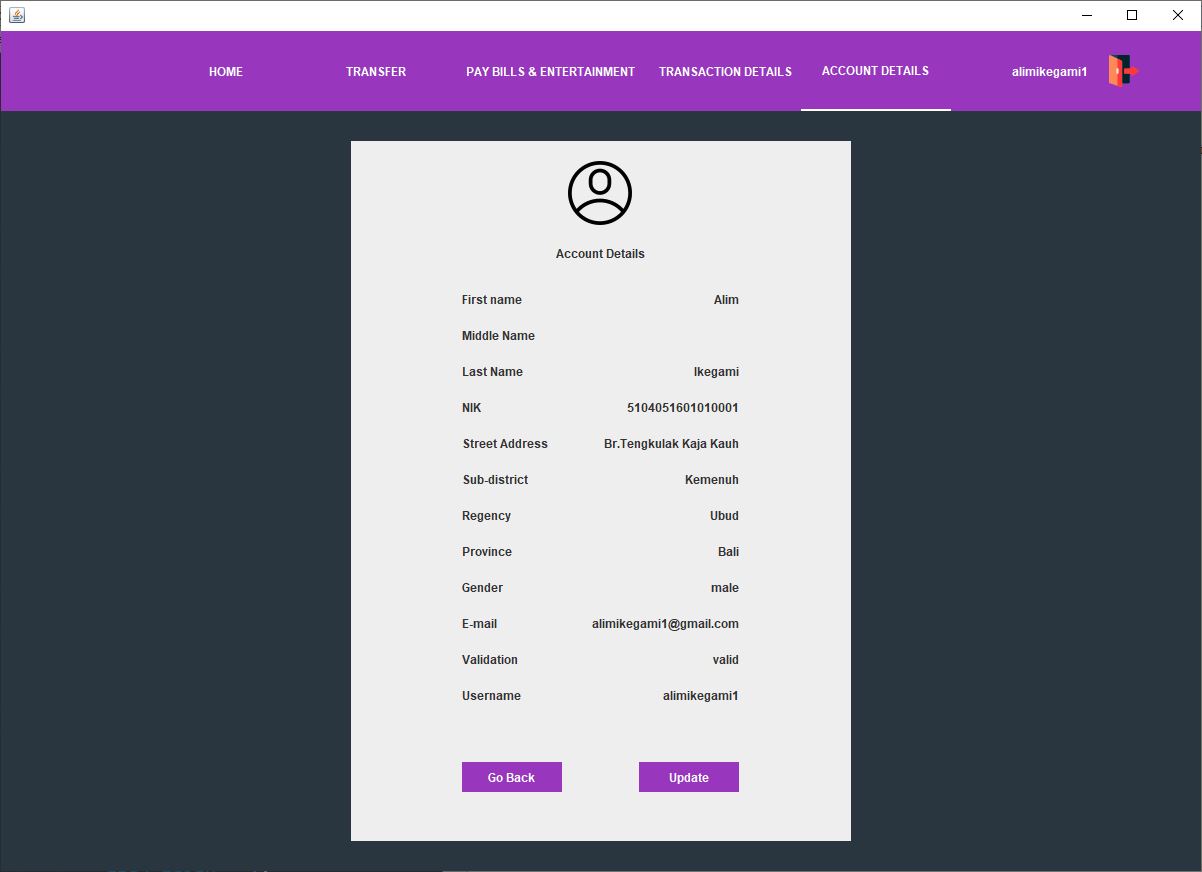 HOME TRANSFER PAY BILLS & ENTERTAINMENT TRANSACTION DETAILS ACCOUNT DETAILS alimikegami1
Account Details
First name Alim
Middle Name
Last Name Ikegami
NIK 5104051601010001
Street Address Br.Tengkulak Kaja Kauh
Sub-district Kemenuh
Regency Ubud
Province Bali
Gender male
E-mail alimikegami1@gmail.com
Validation valid
Username alimikegami1
Go Back Update